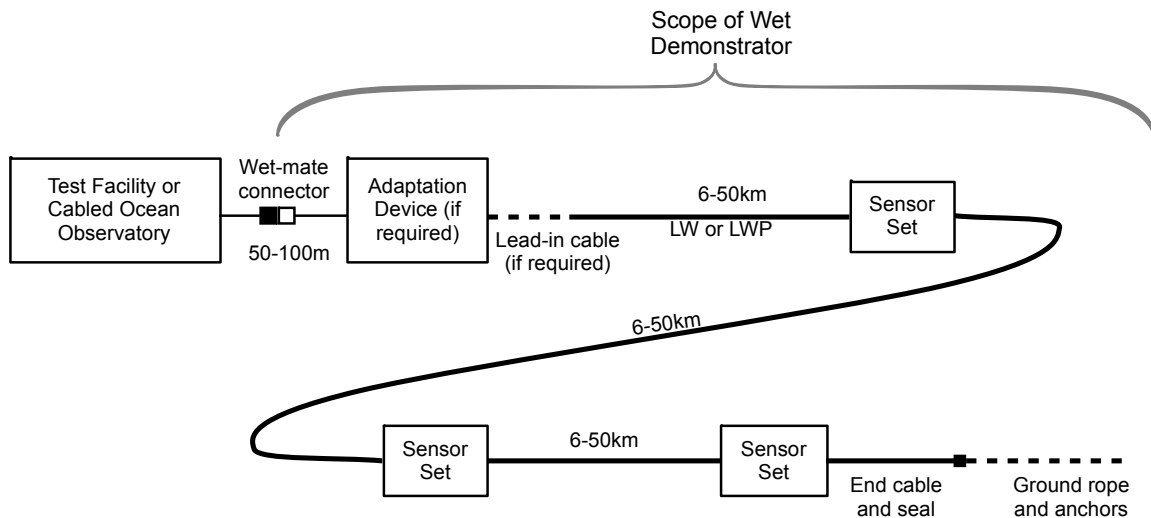 Scope of Wet
Demonstrator
Test Facility or
Cabled Ocean
Observatory
Wet-mate
connector
50-100m
Adaptation
Device (if
required)
Lead-in cable
(if required)
6-50km
LW or LWP
Sensor
Set
6-50km
Sensor
Set
6-50km
Sensor
Set
End cable
and seal
Ground rope
and anchors